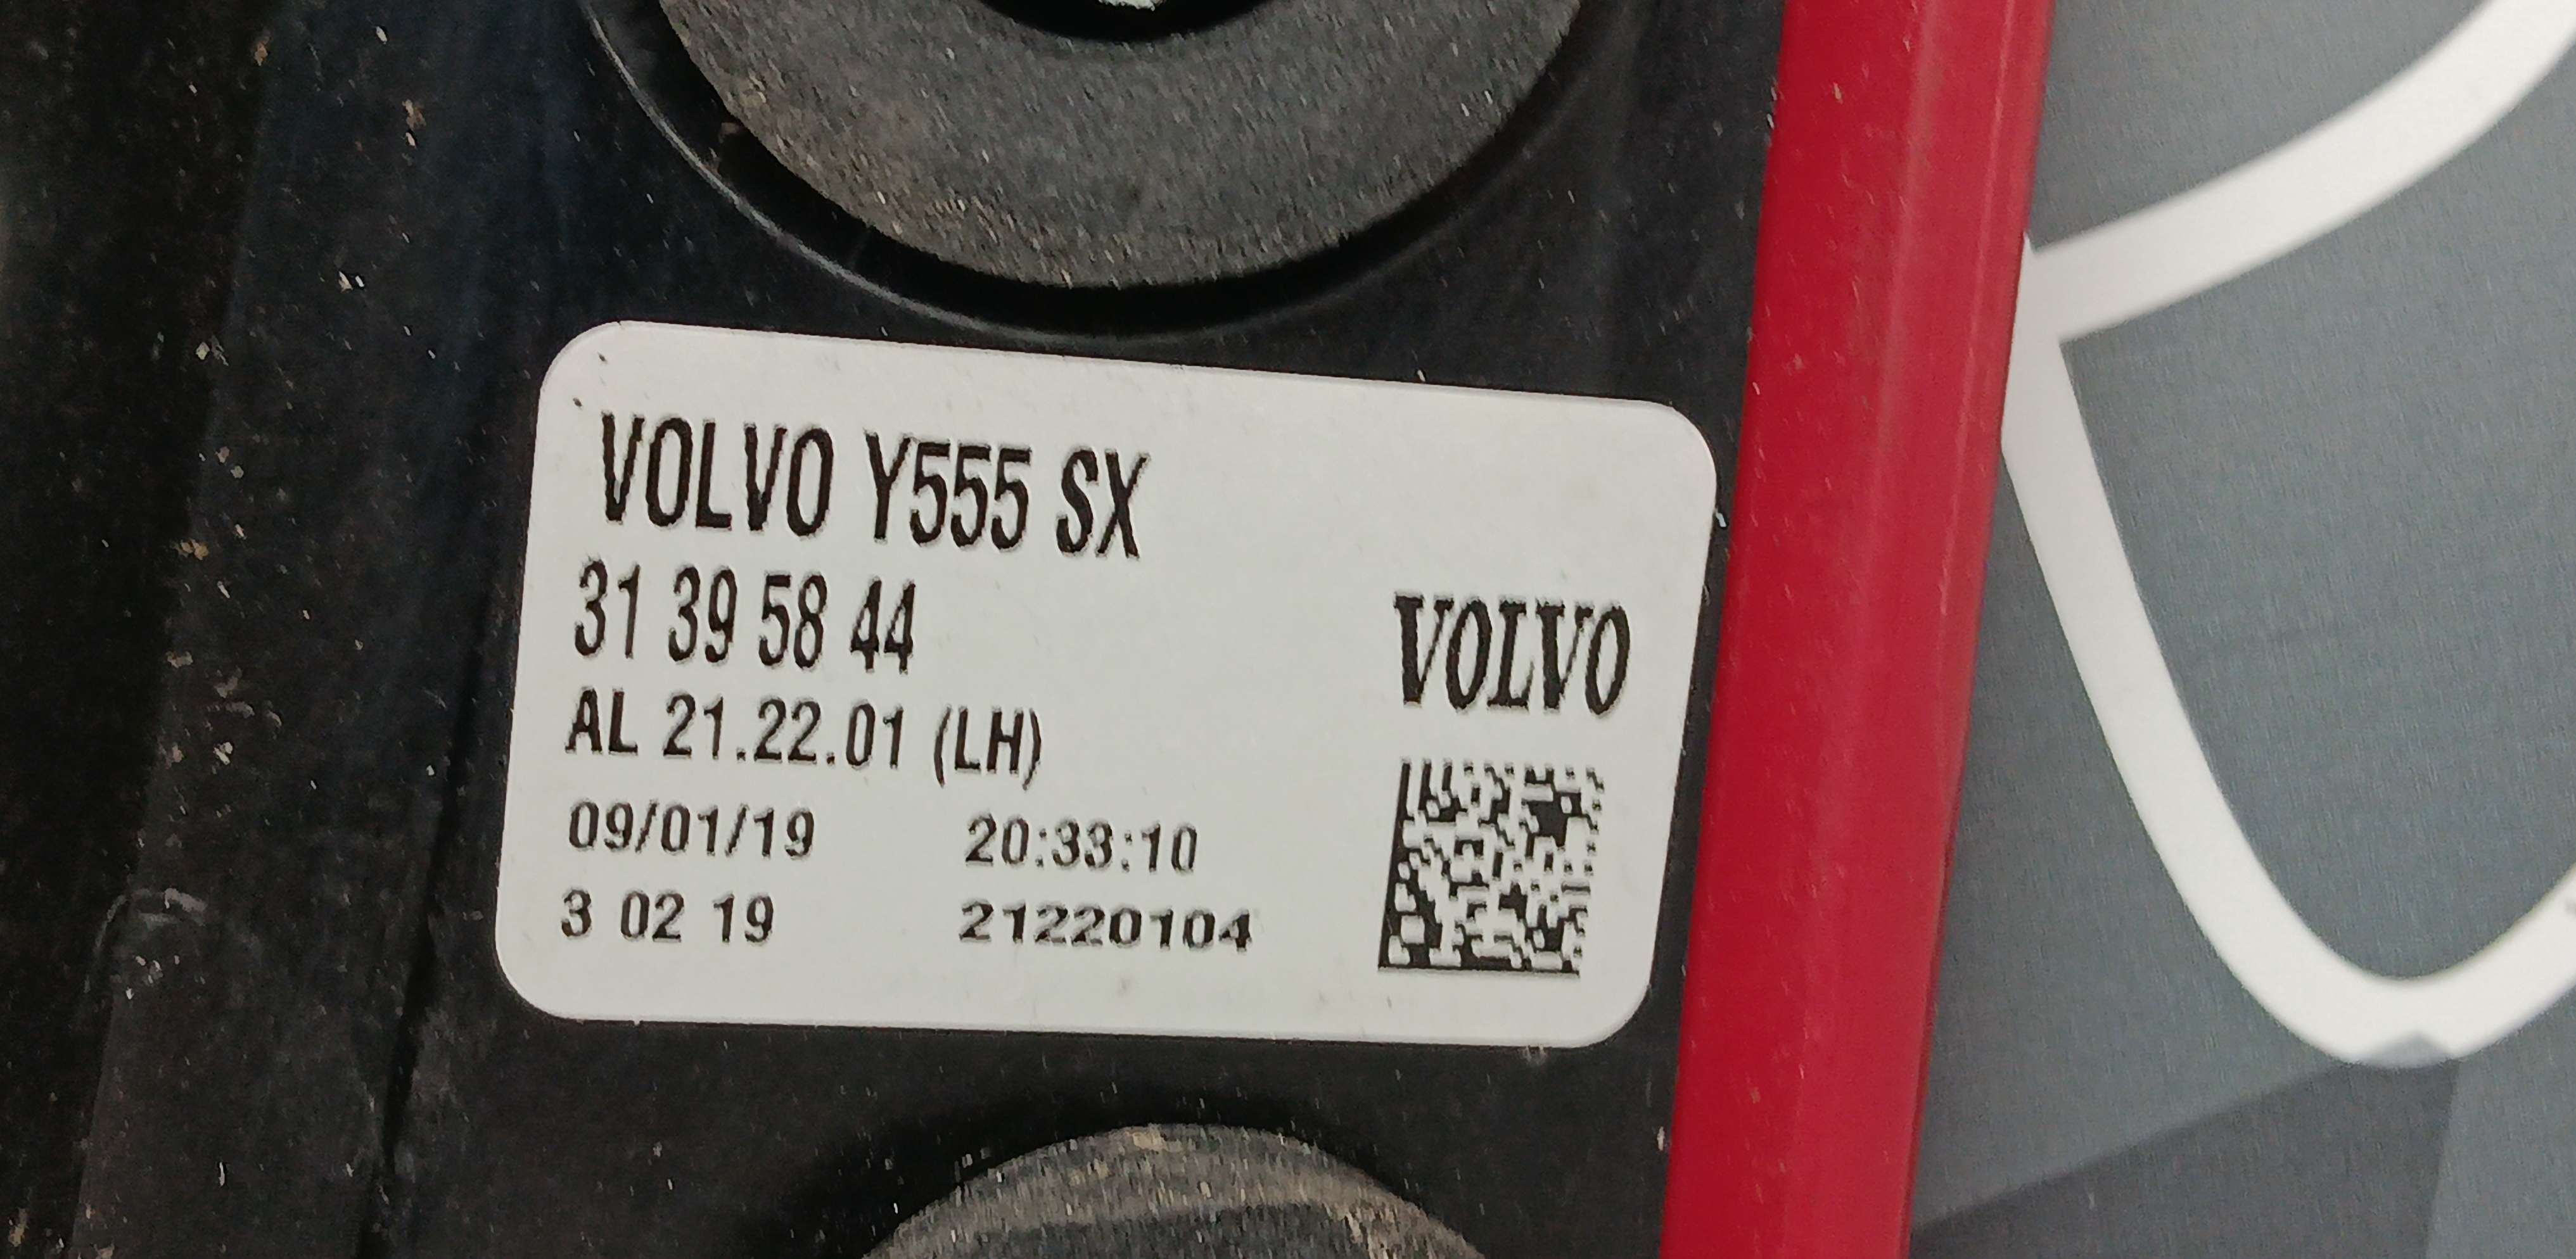 VOLVO Y555 SX
31 39 58 44
VOLVO
AL 21.22.01 (LH)
09/01/19 20:33:10
3 02 19 21220104